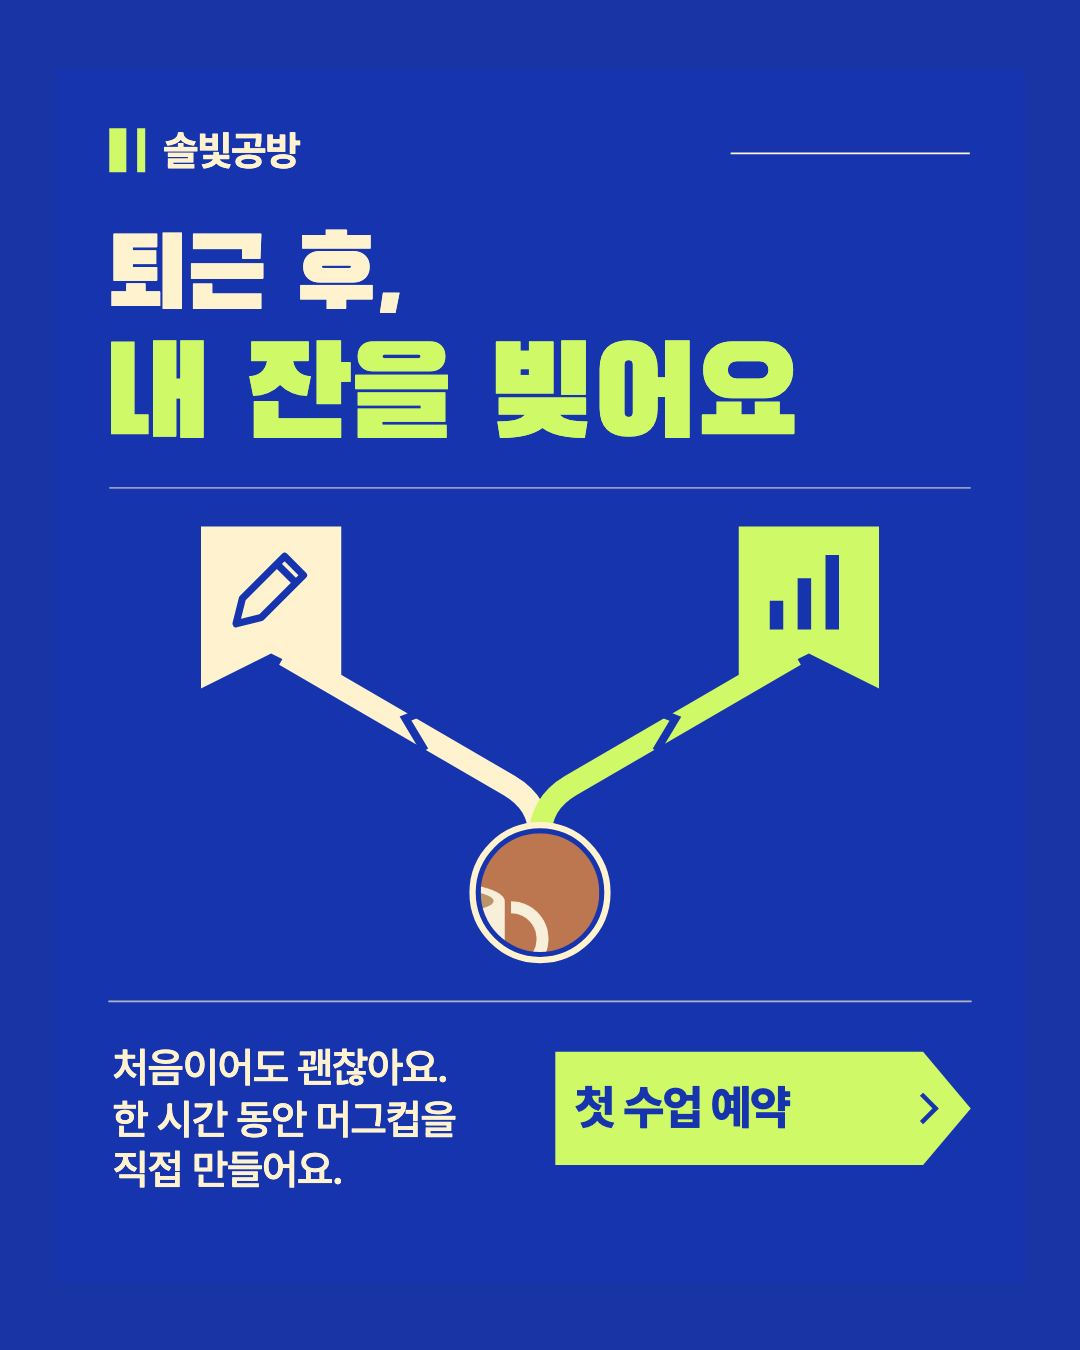 솔빛공방
퇴근 후,
내 잔을 빚어요
처음이어도 괜찮아요.
한 시간 동안 머그컵을
직접 만들어요.
첫 수업 예약